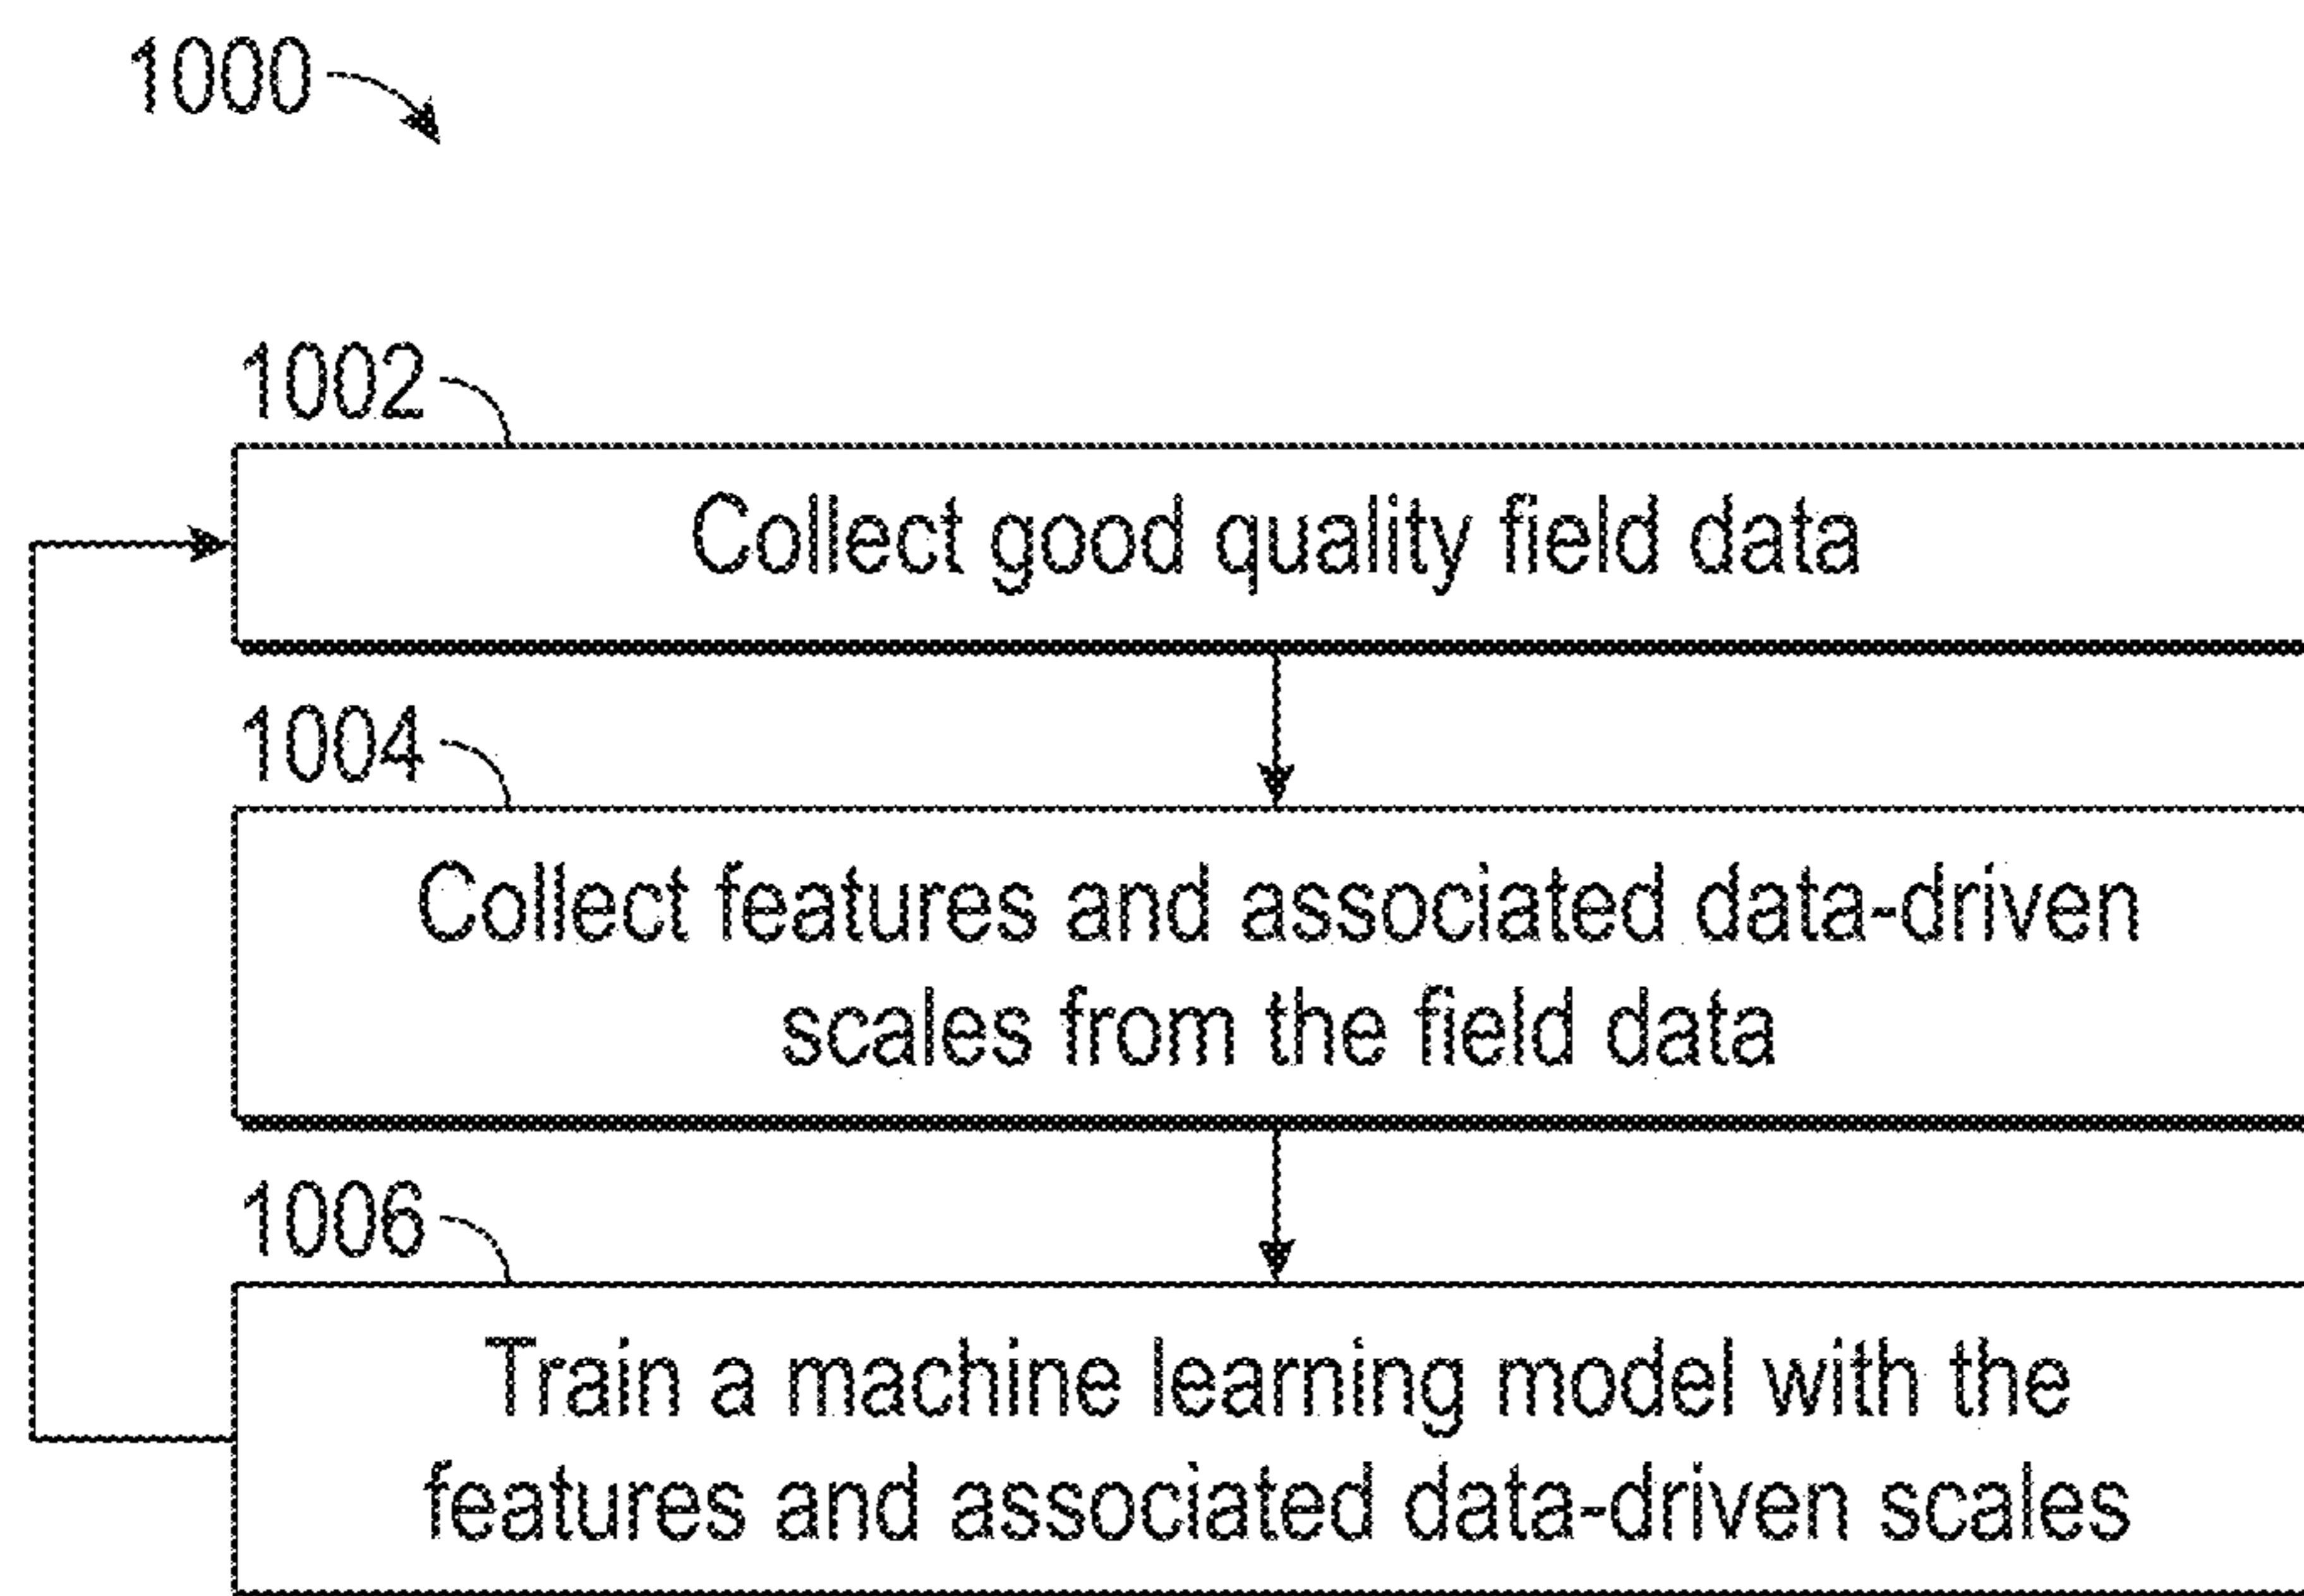 1000
1002
Collect good quality field data
1004
Collect features and associated data-driven
scales from the field data
1006
Train a machine learning model with the
features and associated data-driven scales